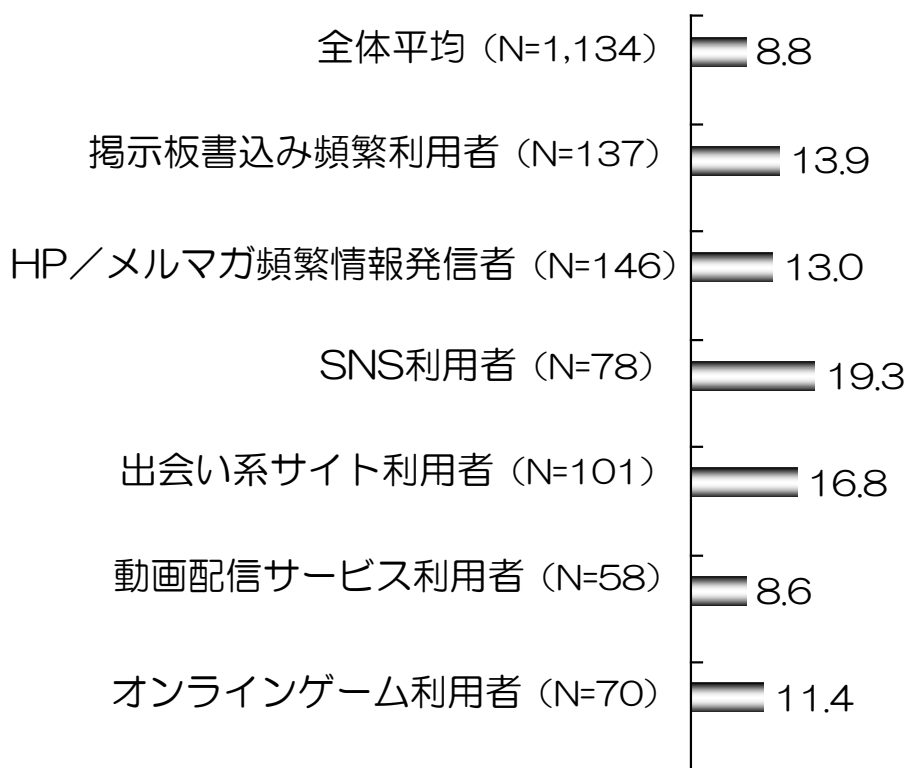 全体平均（N=1,134） 8.8
掲示板書込み頻繁利用者（N=137） 13.9
HP／メルマガ頻繁情報発信者（N=146） 13.0
SNS利用者（N=78） 19.3
出会い系サイト利用者（N=101） 16.8
動画配信サービス利用者（N=58） 8.6
オンラインゲーム利用者（N=70） 11.4